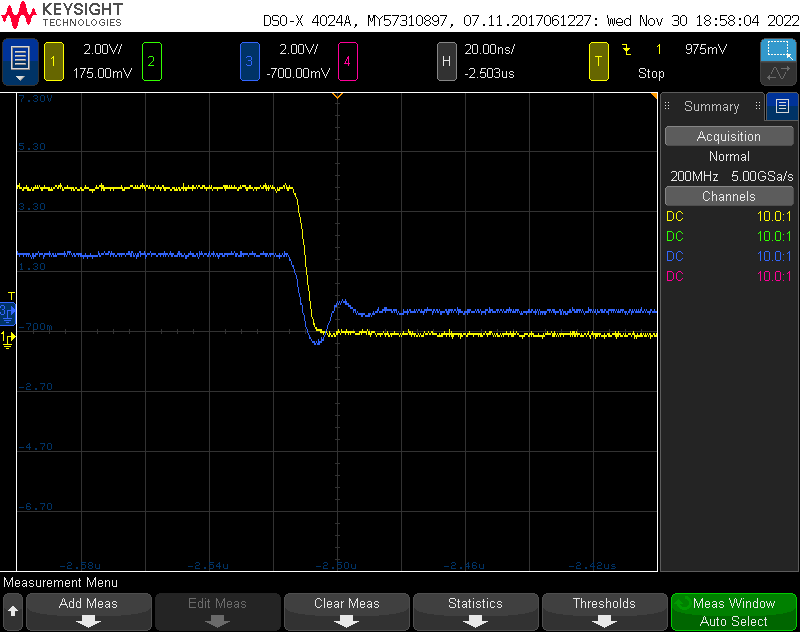 KEYSIGHT
TECHNOLOGIES
DSO-X 4024A, MY57310897, 07.11.2017061227: Wed Nov 30 18:58:04 2022
1 2.00V/ 2 3 2.00V/ 4 H 20.00ns/ T 1 975mV
175.00mV -700.00mV -2.503us Stop
7.30V
5.30
3.30
1.30
-700m
-2.70
-4.70
-6.70
T
3
1
-2.58u -2.54u -2.50u -2.46u -2.42us
Summary
Acquisition
Normal
200MHz 5.00GSa/s
Channels
DC 10.0:1
DC 10.0:1
DC 10.0:1
DC 10.0:1
Measurement Menu
Add Meas Edit Meas Clear Meas Statistics Thresholds Meas Window
Auto Select